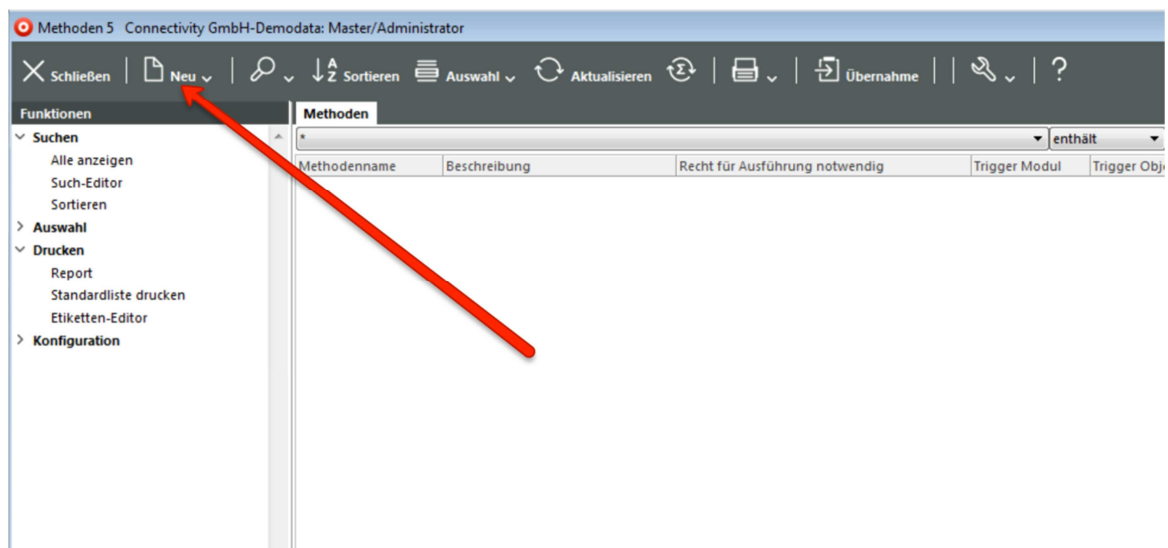 Methoden 5 Connectivity GmbH-Demodata: Master/Administrator
Schließen Neu Sortieren Auswahl Aktualisieren Übernahme ?
Funktionen Methoden
Suchen * enthält
Alle anzeigen Methodenname Beschreibung Recht für Ausführung notwendig Trigger Modul Trigger Obj
Such-Editor
Sortieren
Auswahl
Drucken
Report
Standardliste drucken
Etiketten-Editor
Konfiguration